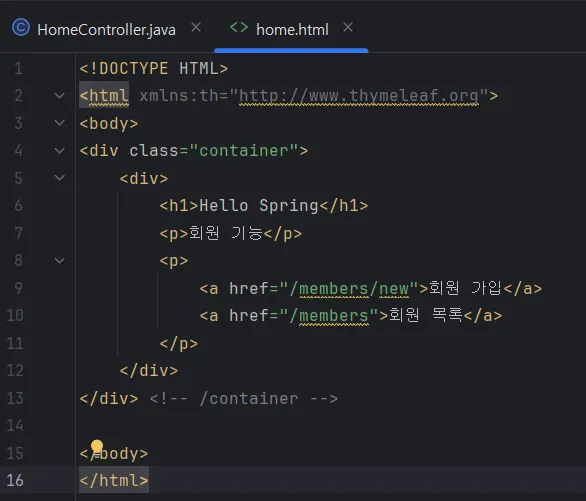 HomeController.java
home.html
1 <!DOCTYPE HTML>
2 <html xmlns:th="http://www.thymeleaf.org">
3 <body>
4 <div class="container">
5 <div>
6 <h1>Hello Spring</h1>
7 <p>회원 기능</p>
8 <p>
9 <a href="/members/new">회원 가입</a>
10 <a href="/members">회원 목록</a>
11 </p>
12 </div>
13 </div> <!-- /container -->
14
15 </body>
16 </html>